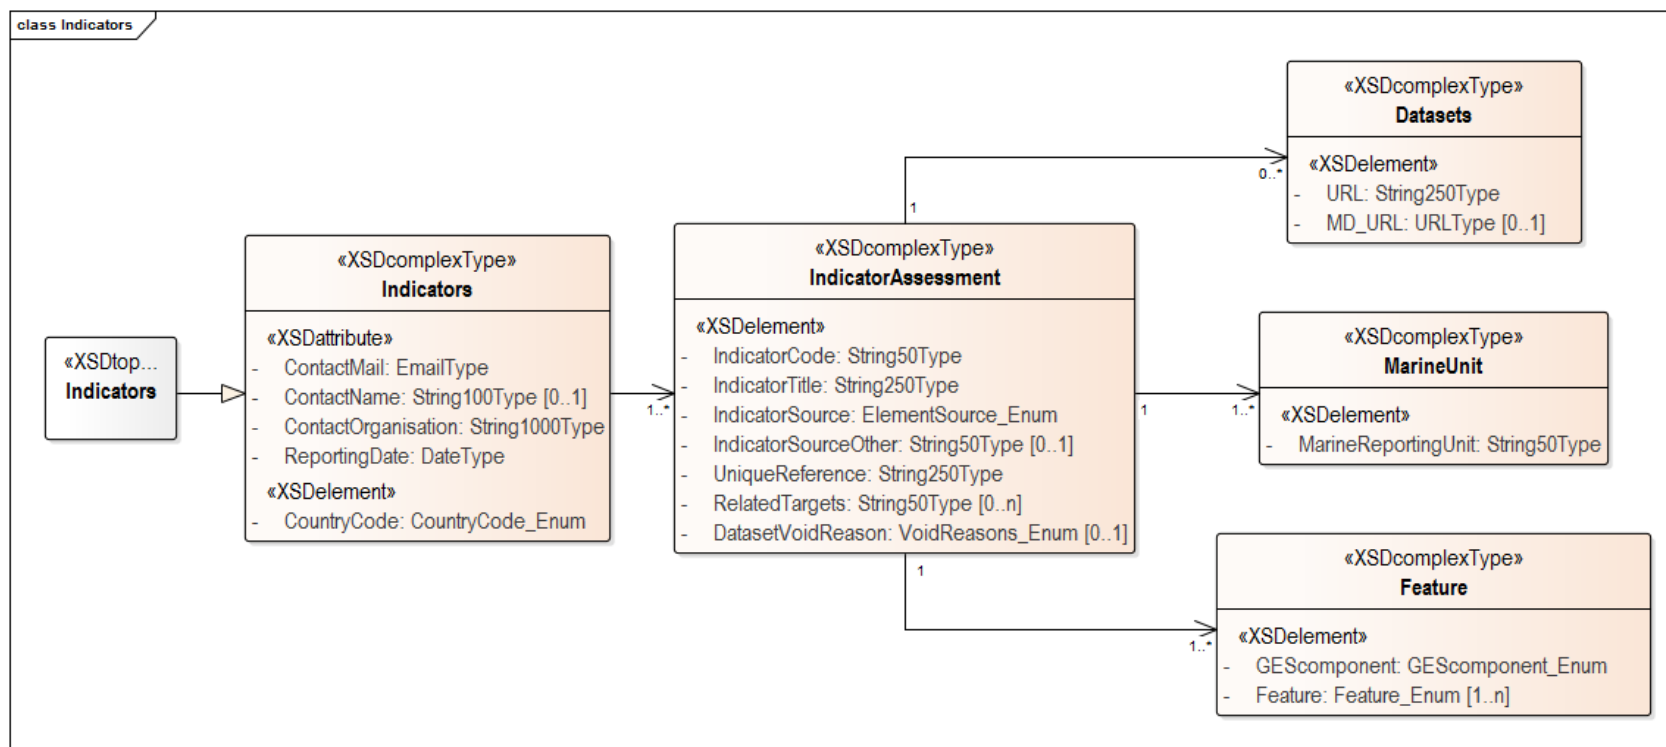 class Indicators
«XSDtop...
Indicators
«XSDcomplexType»
Indicators
«XSDattribute»
- ContactMail: EmailType
- ContactName: String100Type [0..1]
- ContactOrganisation: String1000Type
- ReportingDate: DateType
«XSDelement»
- CountryCode: CountryCode_Enum
1..*
«XSDcomplexType»
IndicatorAssessment
«XSDelement»
- IndicatorCode: String50Type
- IndicatorTitle: String250Type
- IndicatorSource: ElementSource_Enum
- IndicatorSourceOther: String50Type [0..1]
- UniqueReference: String250Type
- RelatedTargets: String50Type [0..n]
- DatasetVoidReason: VoidReasons_Enum [0..1]
1
0..*
«XSDcomplexType»
Datasets
«XSDelement»
- URL: String250Type
- MD_URL: URLType [0..1]
1
1..*
«XSDcomplexType»
MarineUnit
«XSDelement»
- MarineReportingUnit: String50Type
1
1..*
«XSDcomplexType»
Feature
«XSDelement»
- GEScomponent: GEScomponent_Enum
- Feature: Feature_Enum [1..n]